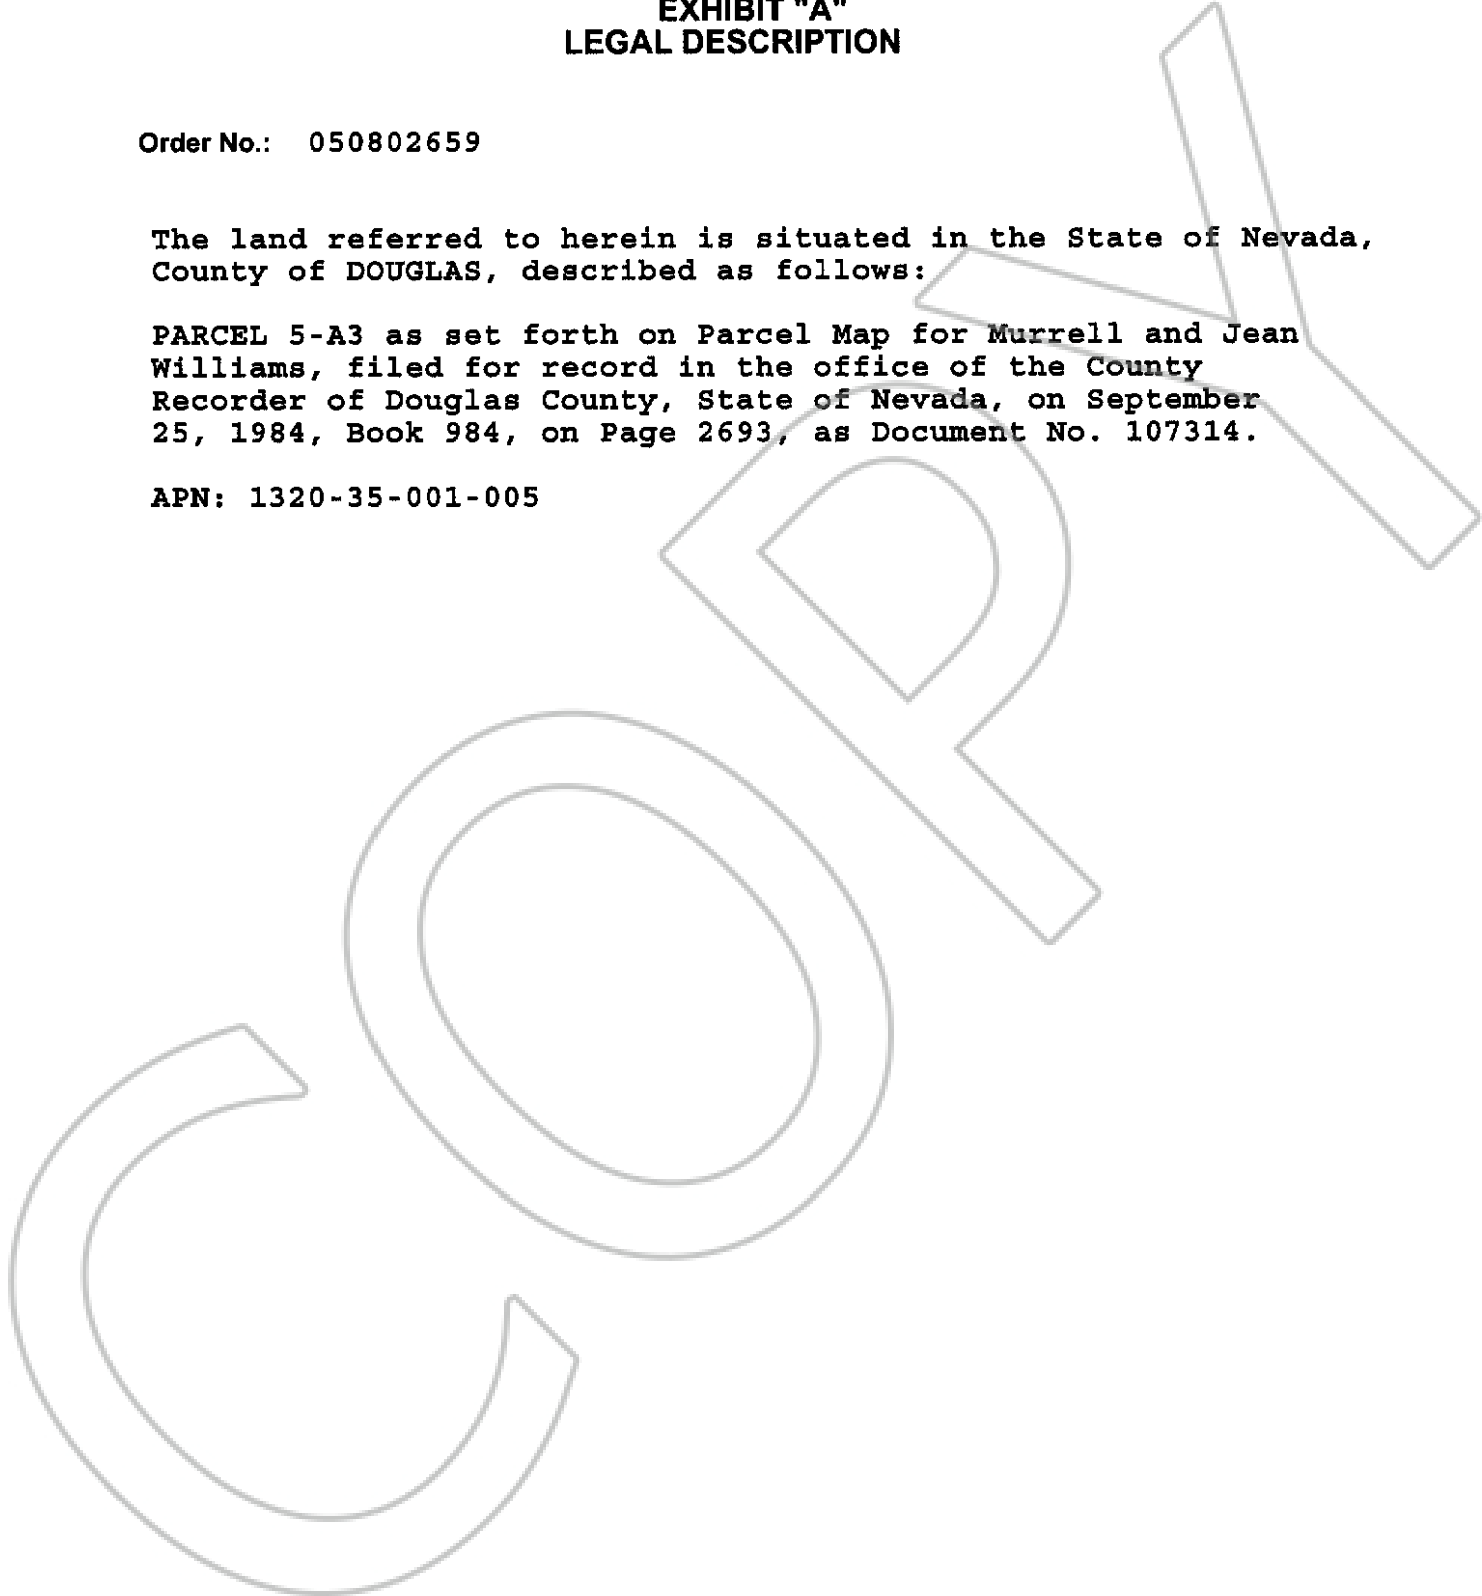 EXHIBIT "A"
LEGAL DESCRIPTION
Order No.: 050802659
The land referred to herein is situated in the State of Nevada,
County of DOUGLAS, described as follows:
PARCEL 5-A3 as set forth on Parcel Map for Murrell and Jean
Williams, filed for record in the office of the County
Recorder of Douglas County, State of Nevada, on September
25, 1984, Book 984, on Page 2693, as Document No. 107314.
APN: 1320-35-001-005
COPY